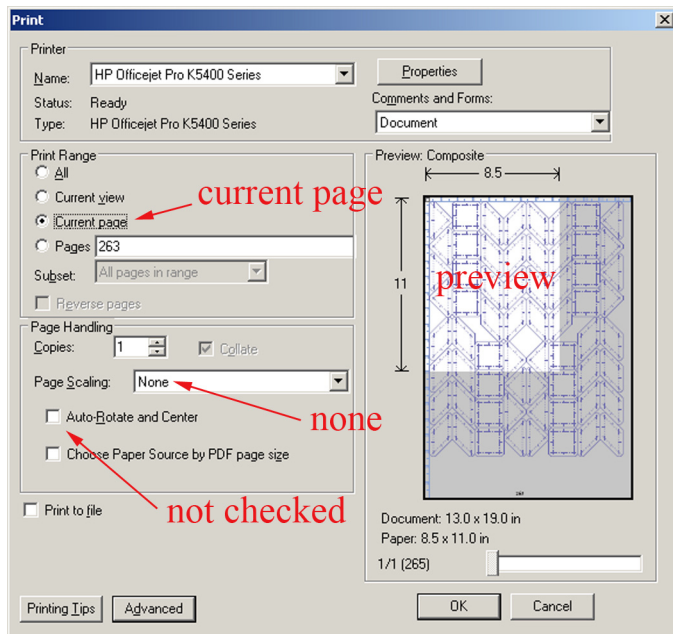 Print
Printer
Name: HP Officejet Pro K5400 Series
Properties
Status: Ready
Comments and Forms:
Type: HP Officejet Pro K5400 Series
Document
Print Range
All
Current view
Current page
current page
Pages 263
Subset: All pages in range
Reverse pages
Preview: Composite
8.5
11
preview
Page Handling
Copies: 1
Collate
Page Scaling: None
none
Auto-Rotate and Center
Choose Paper Source by PDF page size
not checked
Print to file
263
Document: 13.0 x 19.0 in
Paper: 8.5 x 11.0 in
1/1 (265)
Printing Tips
Advanced
OK
Cancel